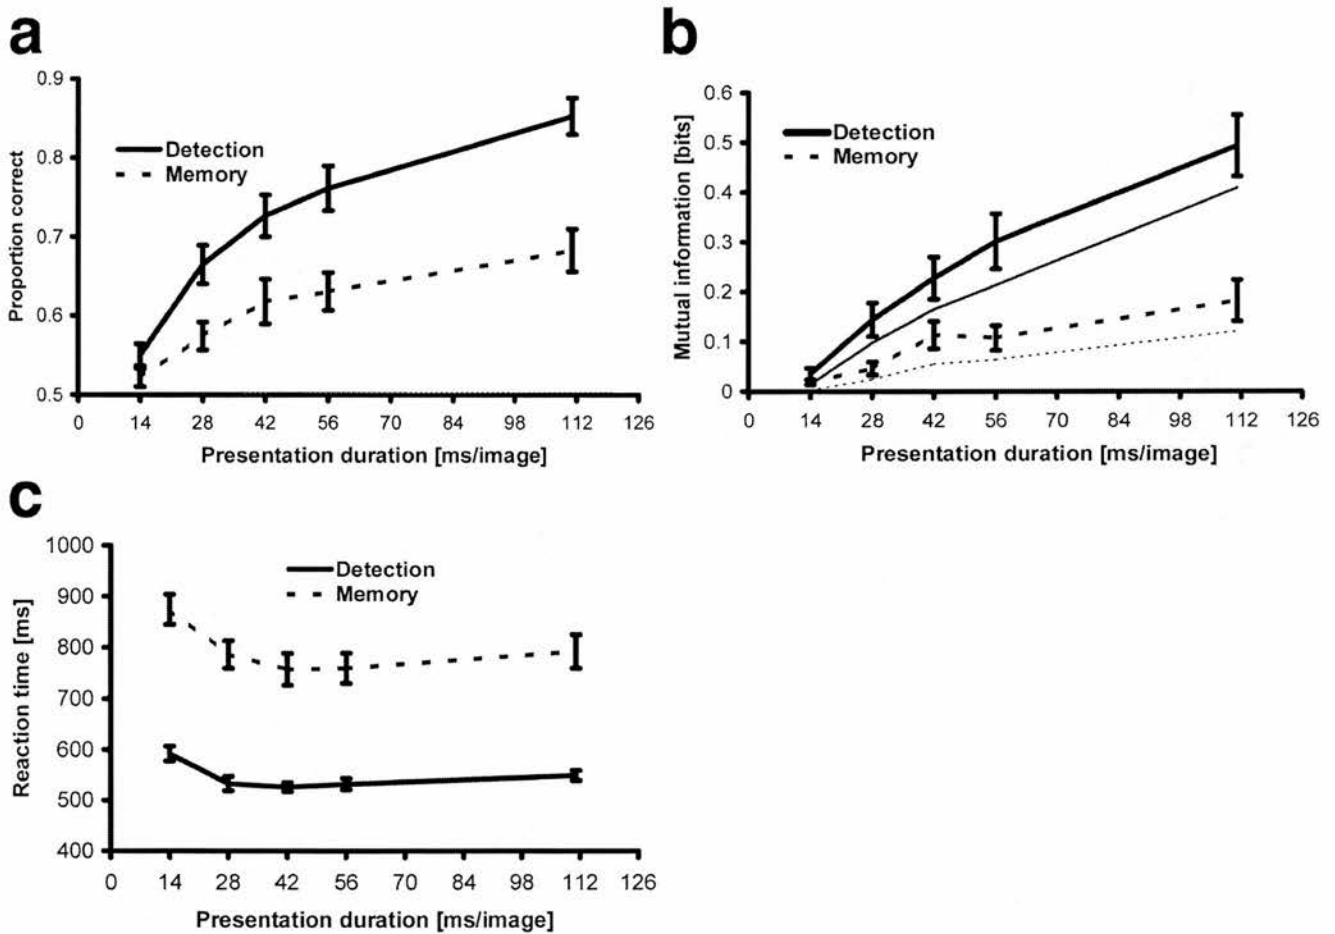 a
0.9
0.8
0.7
0.6
0.5
Proportion correct
Detection
Memory
0 14 28 42 56 70 84 98 112 126
Presentation duration [ms/image]
b
0.6
0.5
0.4
0.3
0.2
0.1
0
Mutual information [bits]
Detection
Memory
0 14 28 42 56 70 84 98 112 126
Presentation duration [ms/image]
c
1000
900
800
700
600
500
400
Reaction time [ms]
Detection
Memory
0 14 28 42 56 70 84 98 112 126
Presentation duration [ms/image]